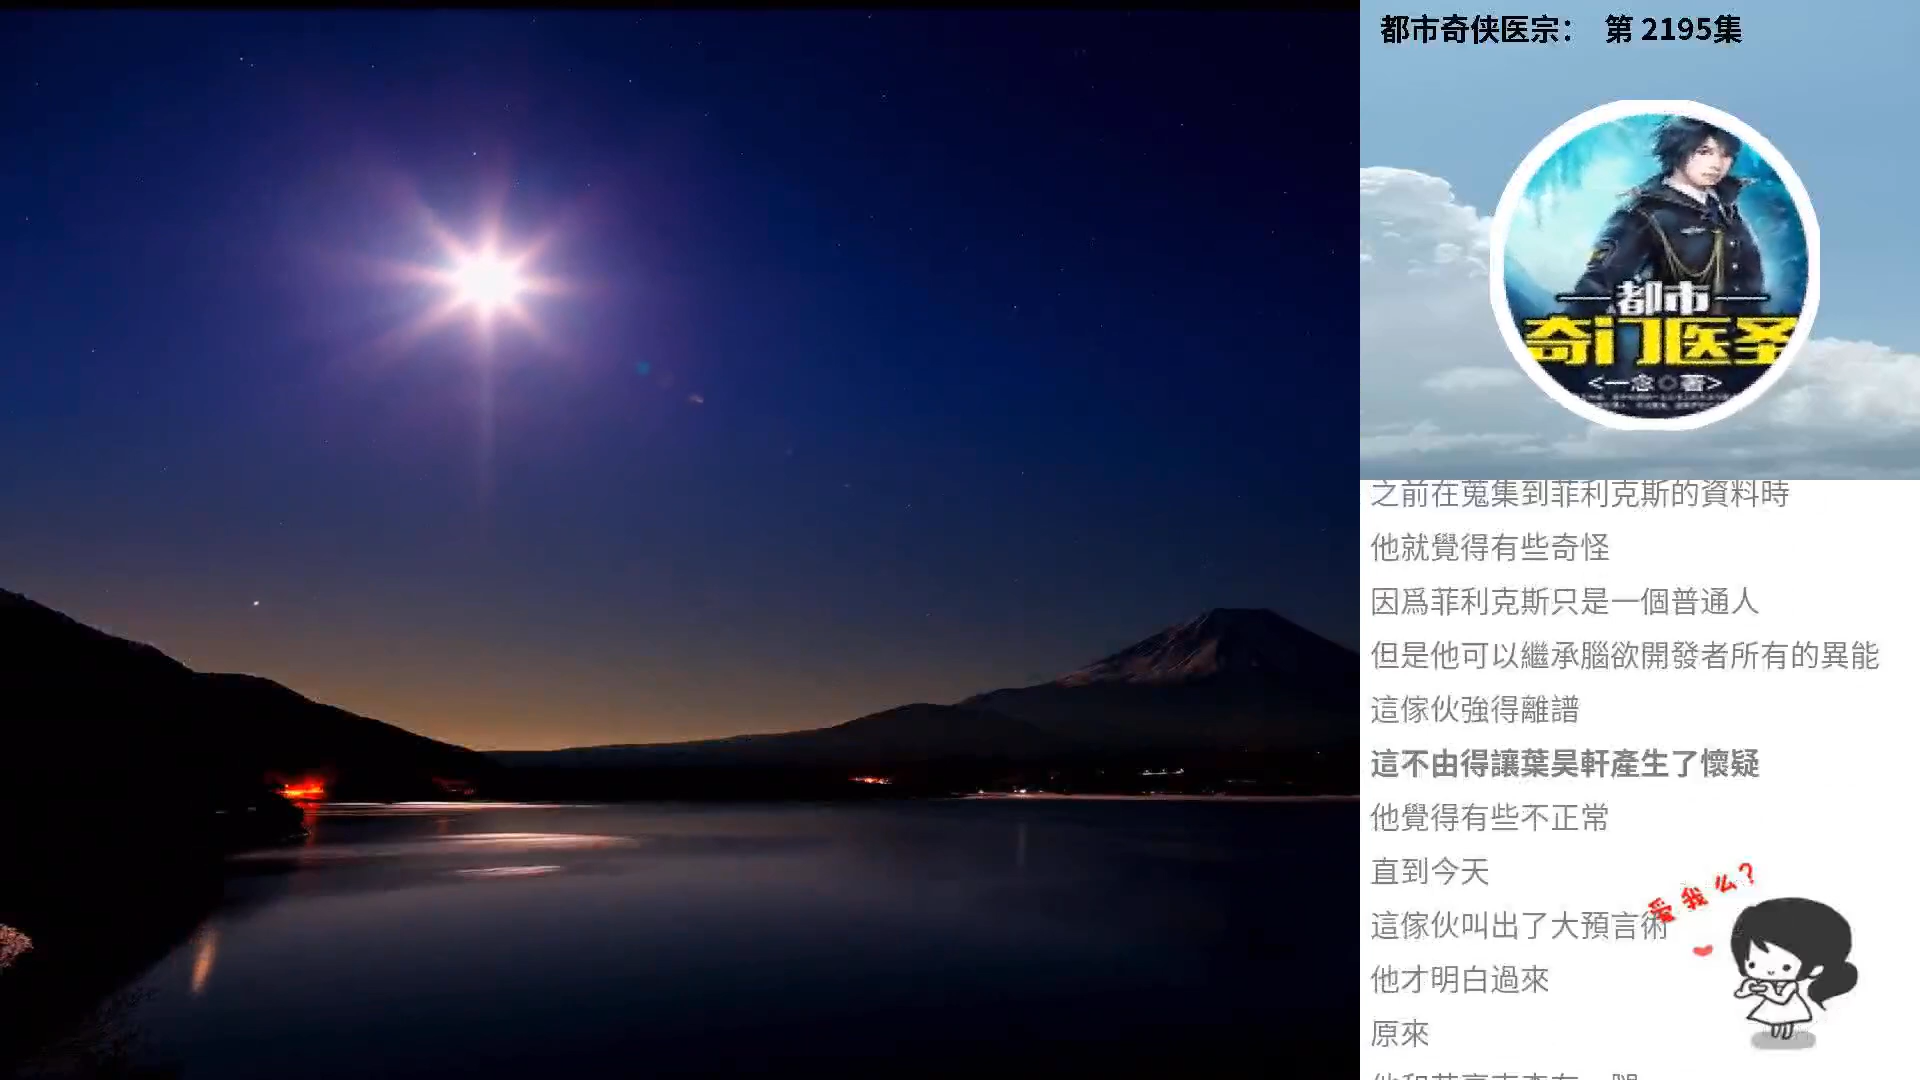 都市奇侠医宗： 第 2195集
都市
奇门医圣
<一念◎著>
之前在蒐集到菲利克斯的資料時
他就覺得有些奇怪
因爲菲利克斯只是一個普通人
但是他可以繼承腦欲開發者所有的異能
這傢伙強得離譜
這不由得讓葉昊軒產生了懷疑
他覺得有些不正常
直到今天
這傢伙叫出了大預言術
他才明白過來
原來
爱我么？